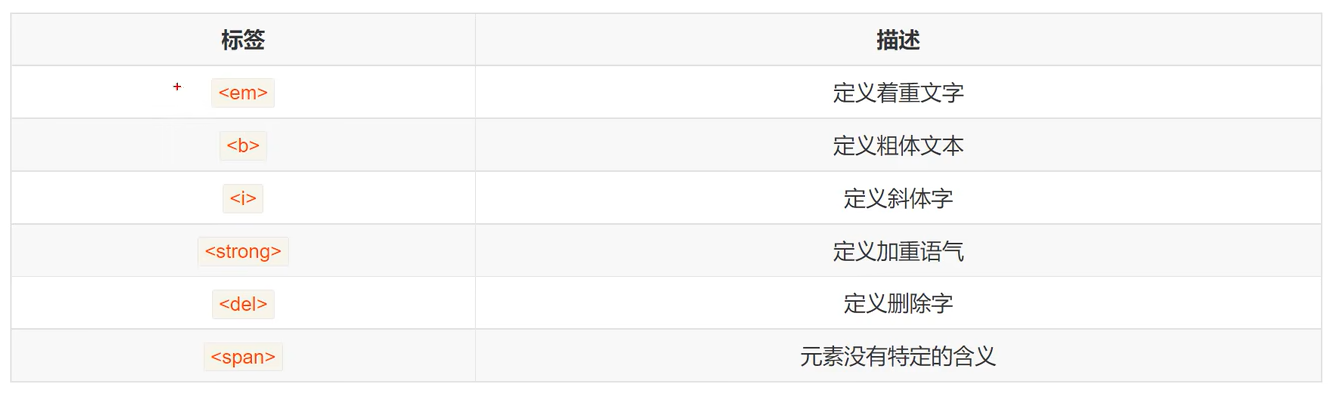 标签 描述
<em> 定义着重文字
<b> 定义粗体文本
<i> 定义斜体字
<strong> 定义加重语气
<del> 定义删除字
<span> 元素没有特定的含义